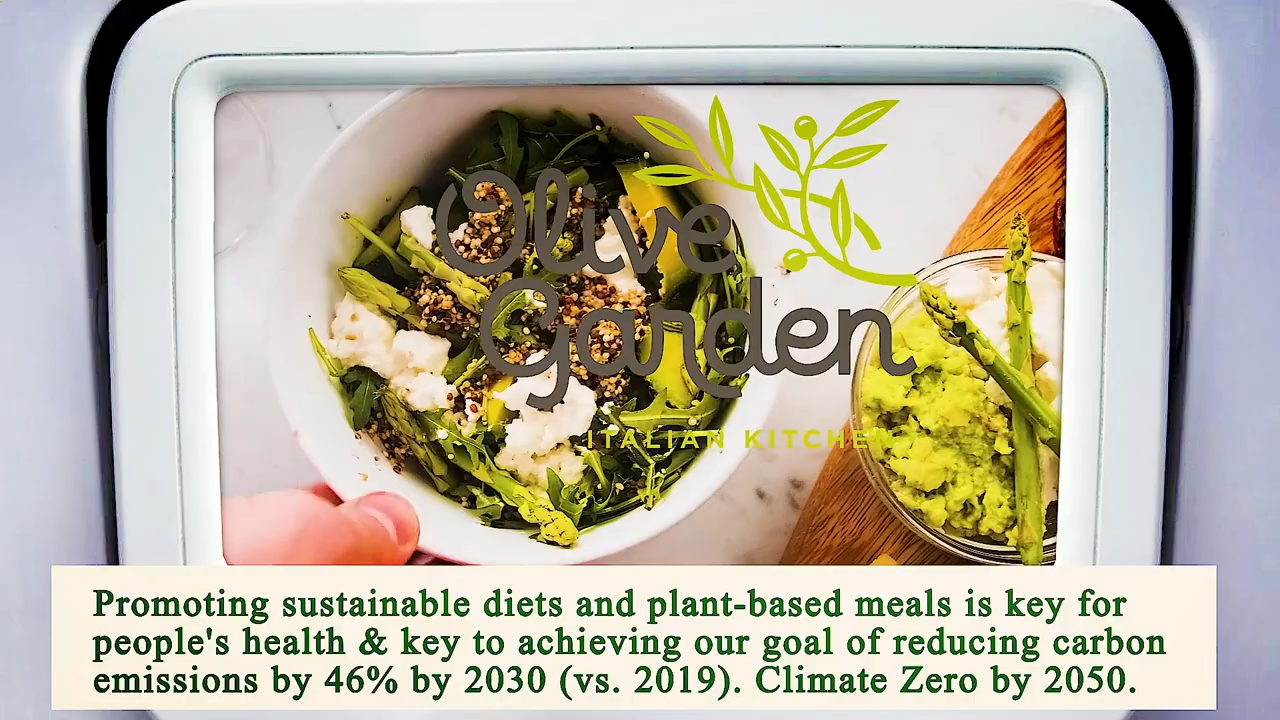 Olive
Garden
ITALIAN KITCHEN
Promoting sustainable diets and plant-based meals is key for
people's health & key to achieving our goal of reducing carbon
emissions by 46% by 2030 (vs. 2019). Climate Zero by 2050.